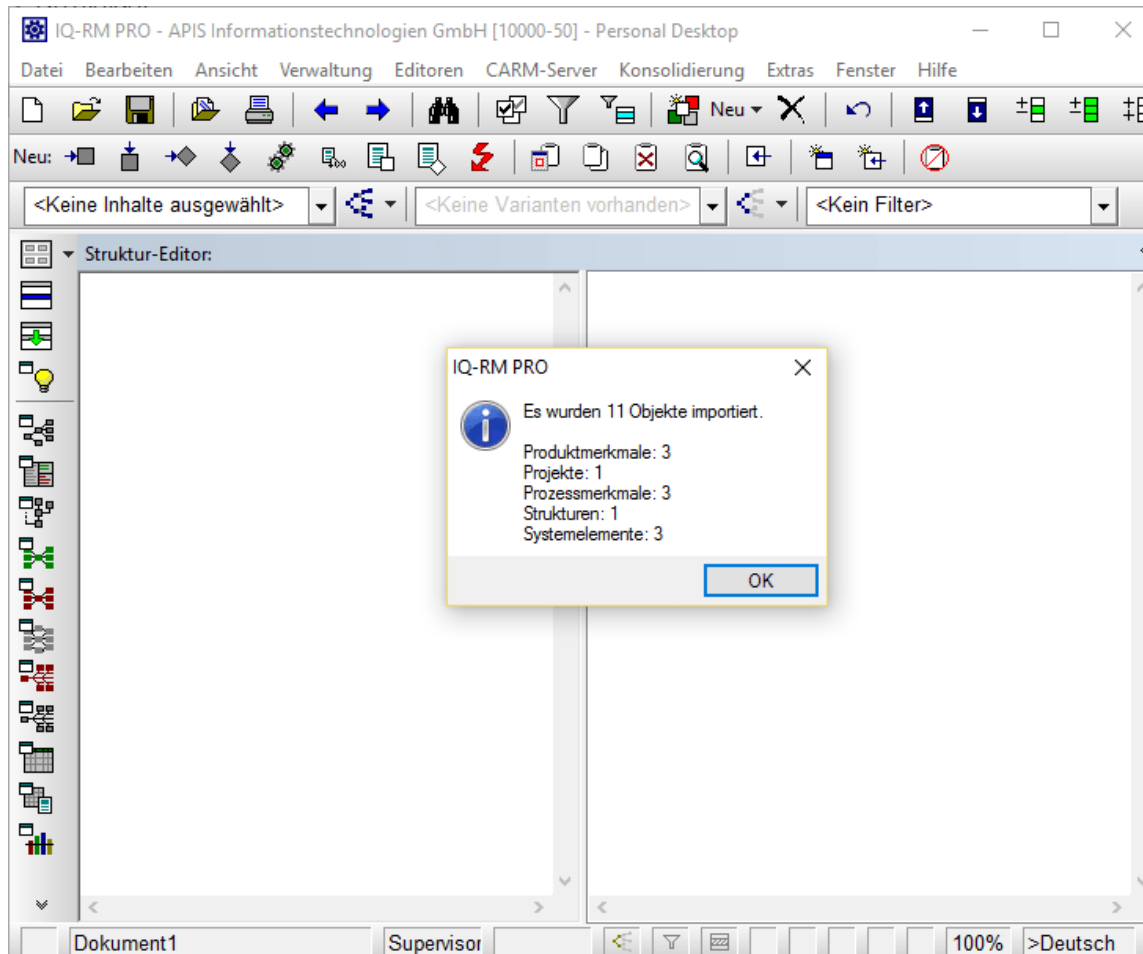 IQ-RM PRO - APIS Informationstechnologien GmbH [10000-50] - Personal Desktop
Datei Bearbeiten Ansicht Verwaltung Editoren CARM-Server Konsolidierung Extras Fenster Hilfe
Neu
Neu:
<Keine Inhalte ausgewählt> <Keine Varianten vorhanden> <Kein Filter>
Struktur-Editor:
IQ-RM PRO
Es wurden 11 Objekte importiert.
Produktmerkmale: 3
Projekte: 1
Prozessmerkmale: 3
Strukturen: 1
Systemelemente: 3
OK
Dokument1 Supervisor 100% >Deutsch